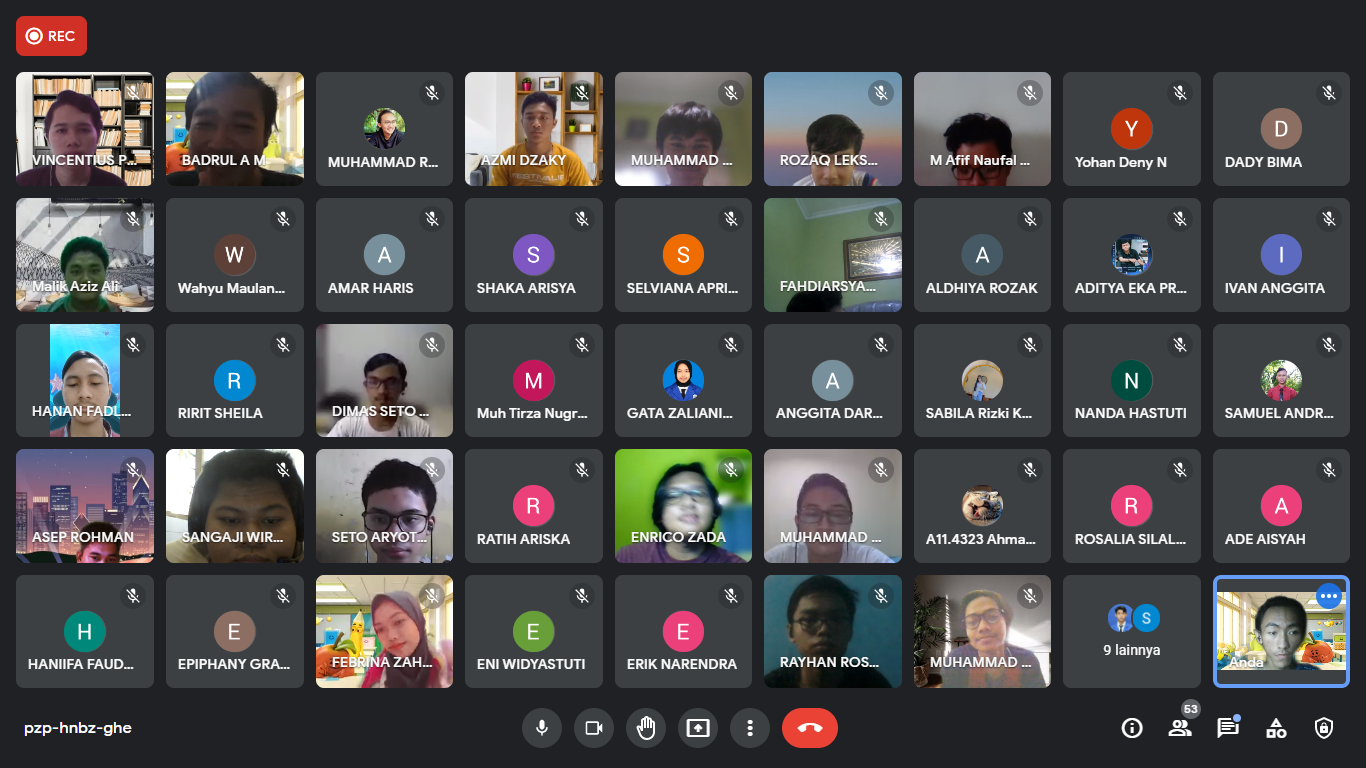 REC
VINCENTIUS P...
BADRUL A M
MUHAMMAD R...
AZMI DZAKY
MUHAMMAD ...
ROZAQ LEKS...
M Afif Naufal ...
Y
Yohan Deny N
D
DADY BIMA
Malik Aziz Ali
W
Wahyu Maulan...
A
AMAR HARIS
S
SHAKA ARISYA
S
SELVIANA APRI...
FAHDIARSYA...
A
ALDHIYA ROZAK
ADITYA EKA PR...
I
IVAN ANGGITA
HANAN FADL...
R
RIRIT SHEILA
DIMAS SETO ...
M
Muh Tirza Nugr...
GATA ZALIANI...
A
ANGGITA DAR...
SABILA Rizki K...
N
NANDA HASTUTI
SAMUEL ANDR...
ASEP ROHMAN
SANGAJI WIR...
SETO ARYOT...
R
RATIH ARISKA
ENRICO ZADA
MUHAMMAD ...
A11.4323 Ahma...
R
ROSALIA SILAL...
A
ADE AISYAH
H
HANIIFA FAUD...
E
EPIPHANY GRA...
FEBRINA ZAH...
E
ENI WIDYASTUTI
E
ERIK NARENDRA
RAYHAN ROS...
MUHAMMAD ...
S
9 lainnya
Anda
pzp-hnbz-ghe
53